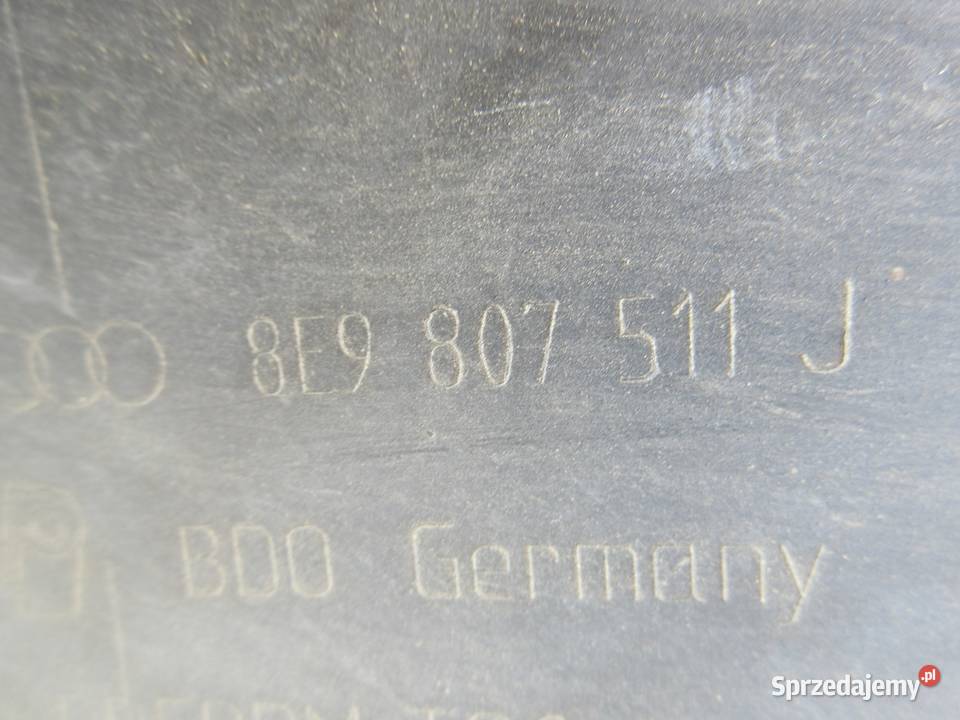 8E9 807 511 J
BDO Germany
Sprzedajemy.pl